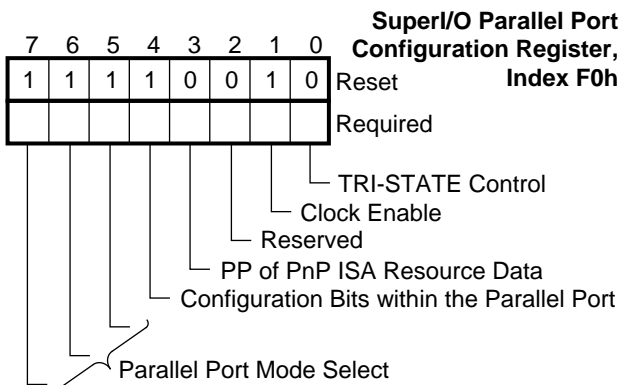 SuperI/O Parallel Port
Configuration Register,
Index F0h
7 6 5 4 3 2 1 0
1 1 1 1 0 0 1 0 Reset
Required
TRI-STATE Control
Clock Enable
Reserved
PP of PnP ISA Resource Data
Configuration Bits within the Parallel Port
Parallel Port Mode Select